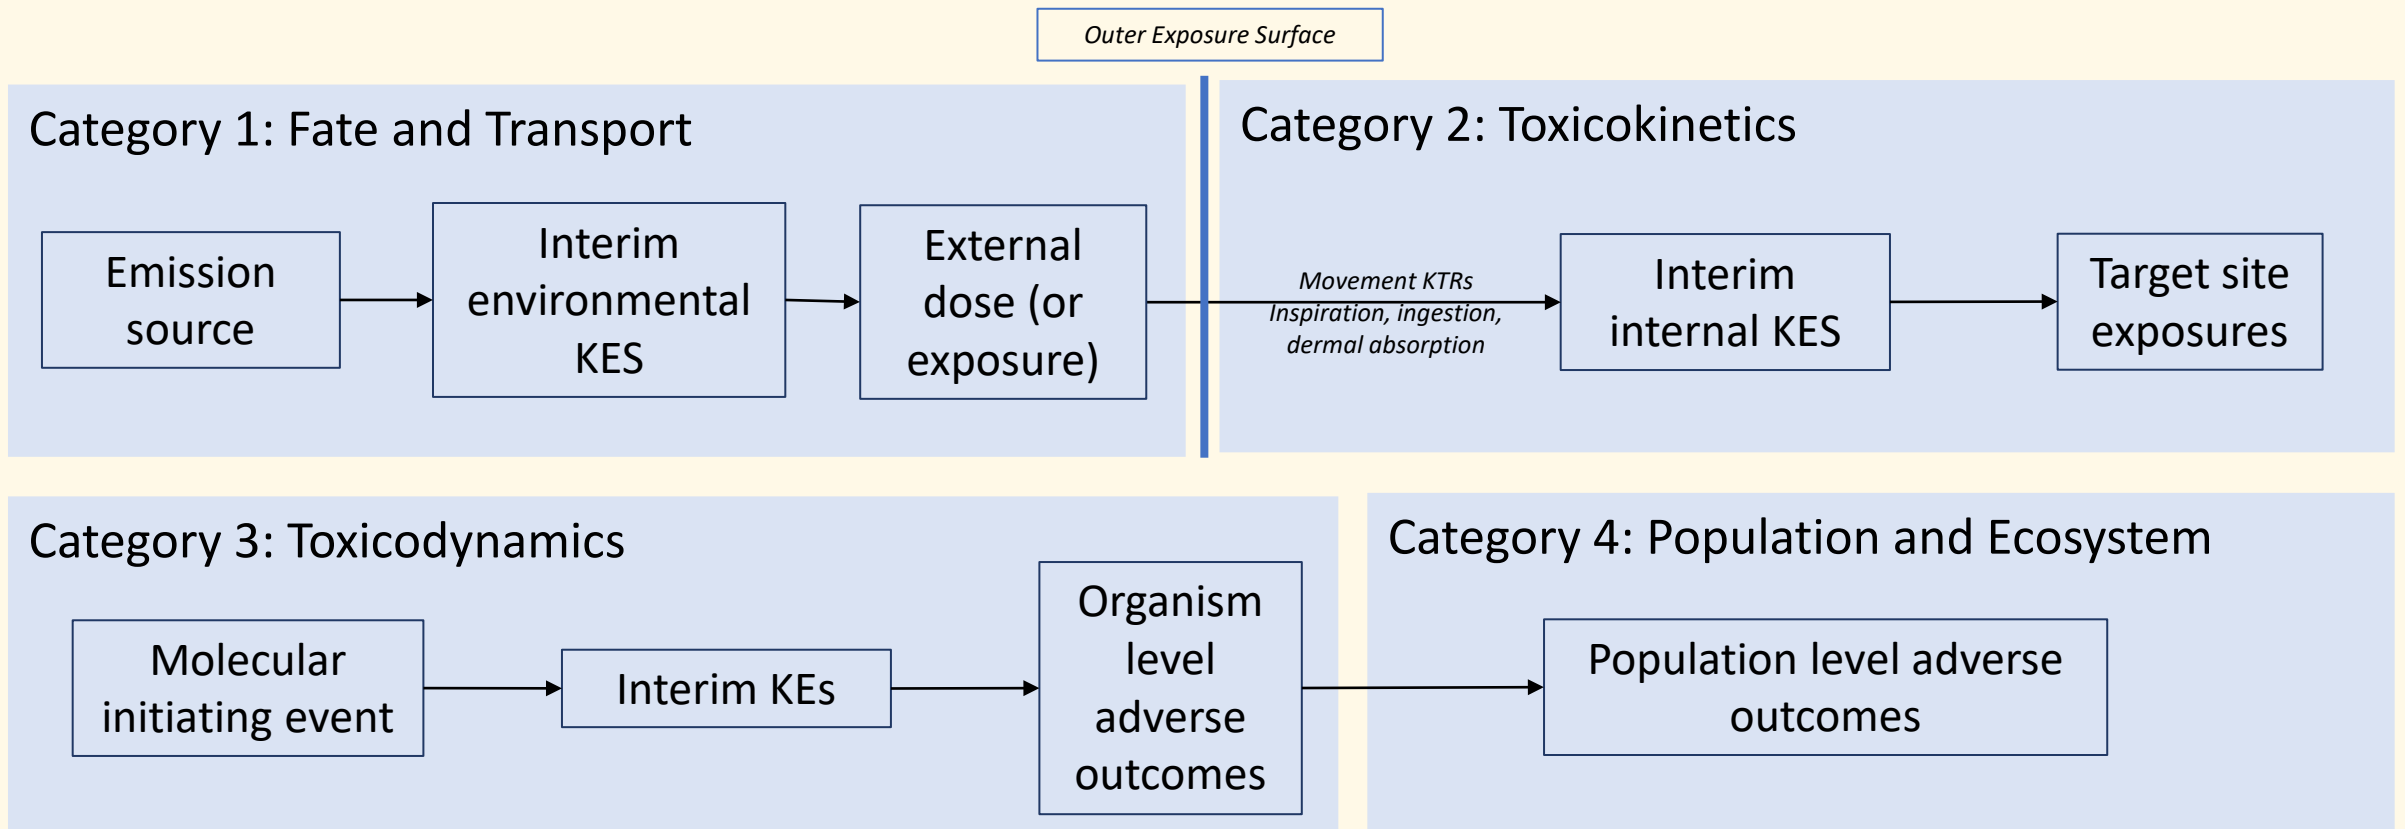 Outer Exposure Surface
Category 1: Fate and Transport
Emission
source
Interim
environmental
KES
External
dose (or
exposure)
Category 2: Toxicokinetics
Movement KTRs
Inspiration, ingestion,
dermal absorption
Interim
internal KES
Target site
exposures
Category 3: Toxicodynamics
Molecular
initiating event
Interim KEs
Organism
level
adverse
outcomes
Category 4: Population and Ecosystem
Population level adverse
outcomes